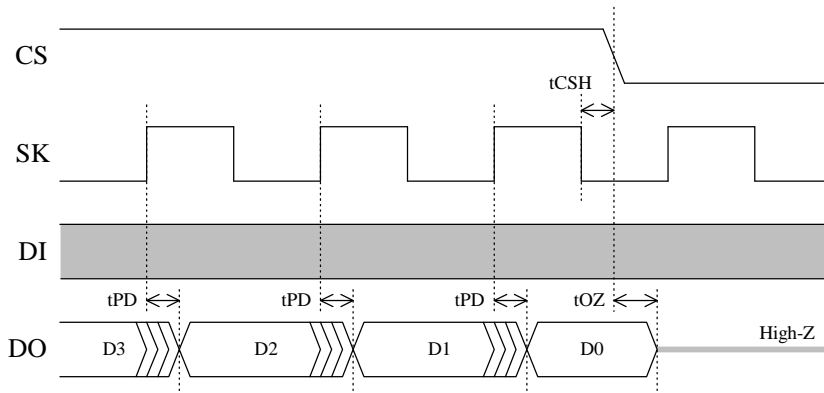 CS
tCSH
SK
DI
tPD tPD tPD tOZ
DO D3 D2 D1 D0 High-Z